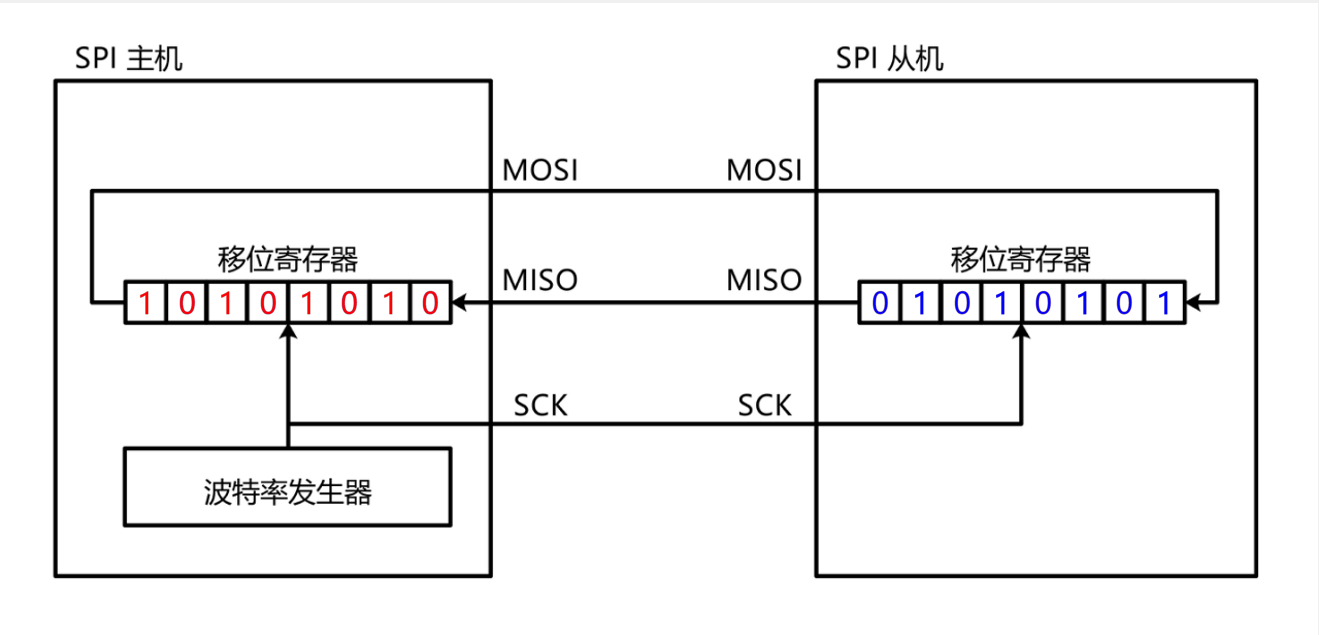 SPI 主机
SPI 从机
MOSI
MOSI
移位寄存器
移位寄存器
MISO
MISO
1 0 1 0 1 0 1 0
0 1 0 1 0 1 0 1
SCK
SCK
波特率发生器